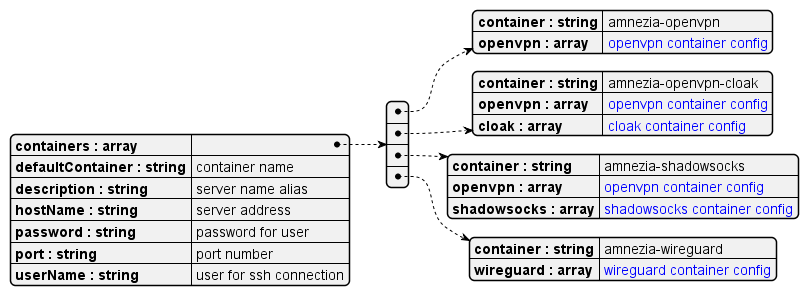 container : string amnezia-openvpn
openvpn : array openvpn container config
container : string amnezia-openvpn-cloak
openvpn : array openvpn container config
cloak : array cloak container config
containers : array
defaultContainer : string container name
description : string server name alias
hostName : string server address
password : string password for user
port : string port number
userName : string user for ssh connection
container : string amnezia-shadowsocks
openvpn : array openvpn container config
shadowsocks : array shadowsocks container config
container : string amnezia-wireguard
wireguard : array wireguard container config